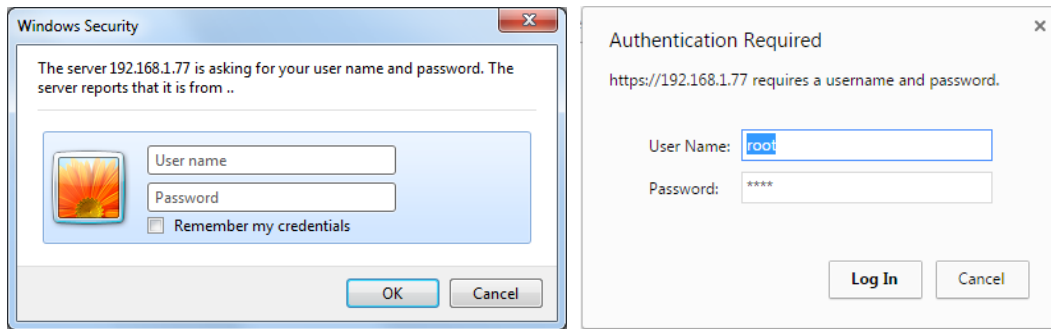 Windows Security
The server 192.168.1.77 is asking for your user name and password. The
server reports that it is from ..
User name
Password
Remember my credentials
OK
Cancel
Authentication Required
https://192.168.1.77 requires a username and password.
User Name:
root
Password:
****
Log In
Cancel